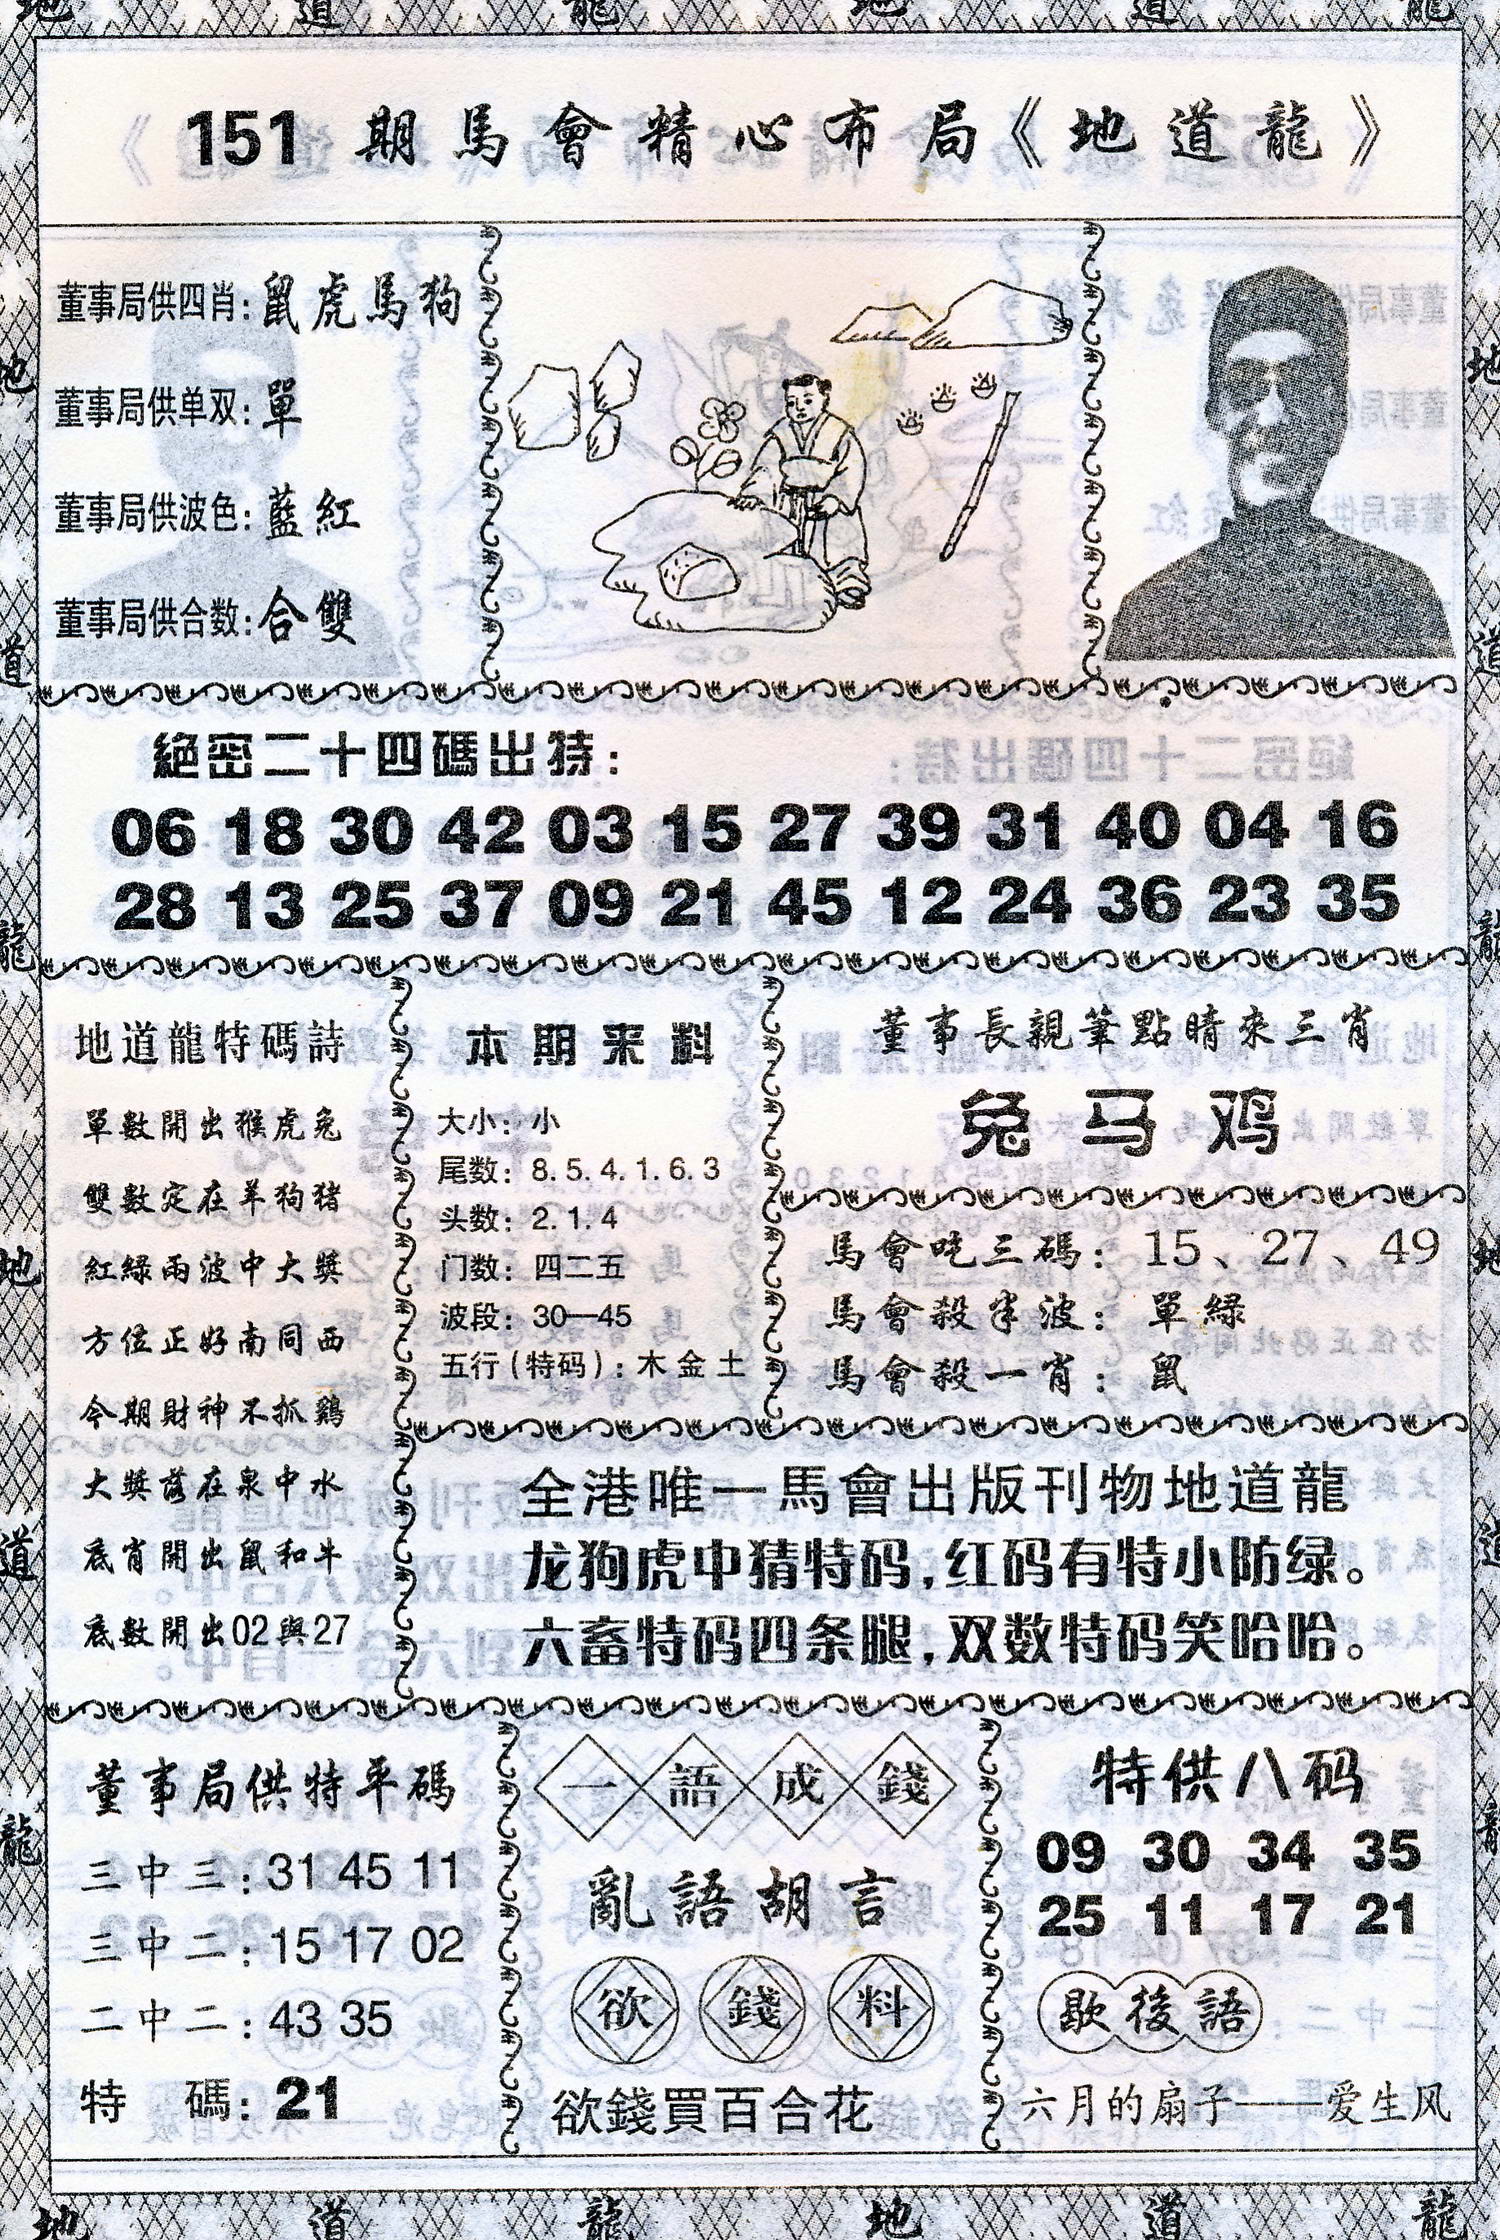 地 道 龍 地 道 龍
151 期馬會精心布局《地道龍》
董事局供四肖:鼠虎馬狗
董事局供单双:單
董事局供波色:藍紅
董事局供合数:合雙
絕密二十四碼出特:
06 18 30 42 03 15 27 39 31 40 04 16
28 13 25 37 09 21 45 12 24 36 23 35
地道龍特碼詩
單數開出猴虎兔
雙數定在羊狗猪
紅綠兩波中大獎
方位正好南同西
今期財神不抓鷄
大獎落在泉中水
底肖開出鼠和牛
底數開出02與27
本期来料
大小: 小
尾数: 8.5.4.1.6.3
头数: 2.1.4
门数: 四二五
波段: 30—45
五行(特码): 木金土
董事長親筆點睛來三肖
兔马鸡
馬會吃三碼: 15、27、49
馬會殺半波: 單綠
馬會殺一肖: 鼠
全港唯一馬會出版刊物地道龍
龙狗虎中猜特码,红码有特小防绿。
六畜特码四条腿,双数特码笑哈哈。
董事局供特平碼
三中三:31 45 11
三中二:15 17 02
二中二:43 35
特 碼:21
一語成錢
亂語胡言
欲錢料
欲錢買百合花
特供八码
09 30 34 35
25 11 17 21
歇後語
六月的扇子——爱生风
地 道 龍 地 道 龍